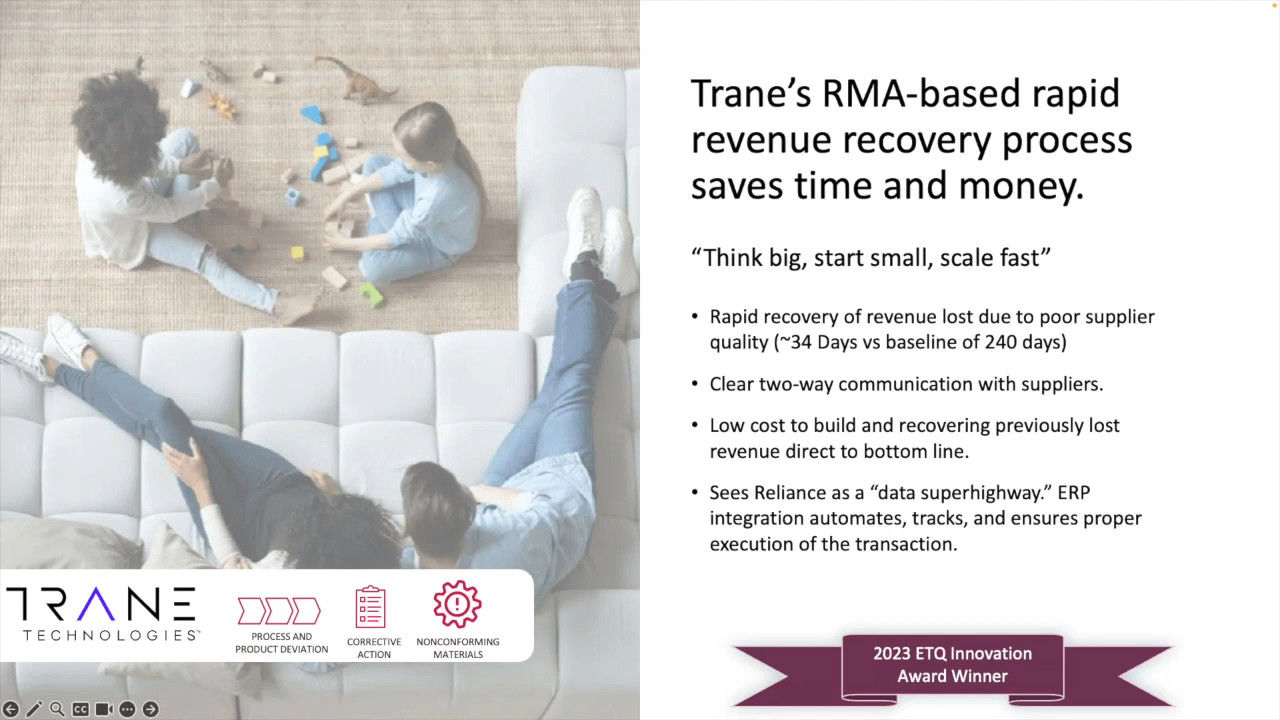 Trane’s RMA-based rapid
revenue recovery process
saves time and money.
“Think big, start small, scale fast”
• Rapid recovery of revenue lost due to poor supplier
quality (~34 Days vs baseline of 240 days)
• Clear two-way communication with suppliers.
• Low cost to build and recovering previously lost
revenue direct to bottom line.
• Sees Reliance as a “data superhighway.” ERP
integration automates, tracks, and ensures proper
execution of the transaction.
TRANE
TECHNOLOGIES™
PROCESS AND
PRODUCT DEVIATION
CORRECTIVE
ACTION
NONCONFORMING
MATERIALS
2023 ETQ Innovation
Award Winner
CC